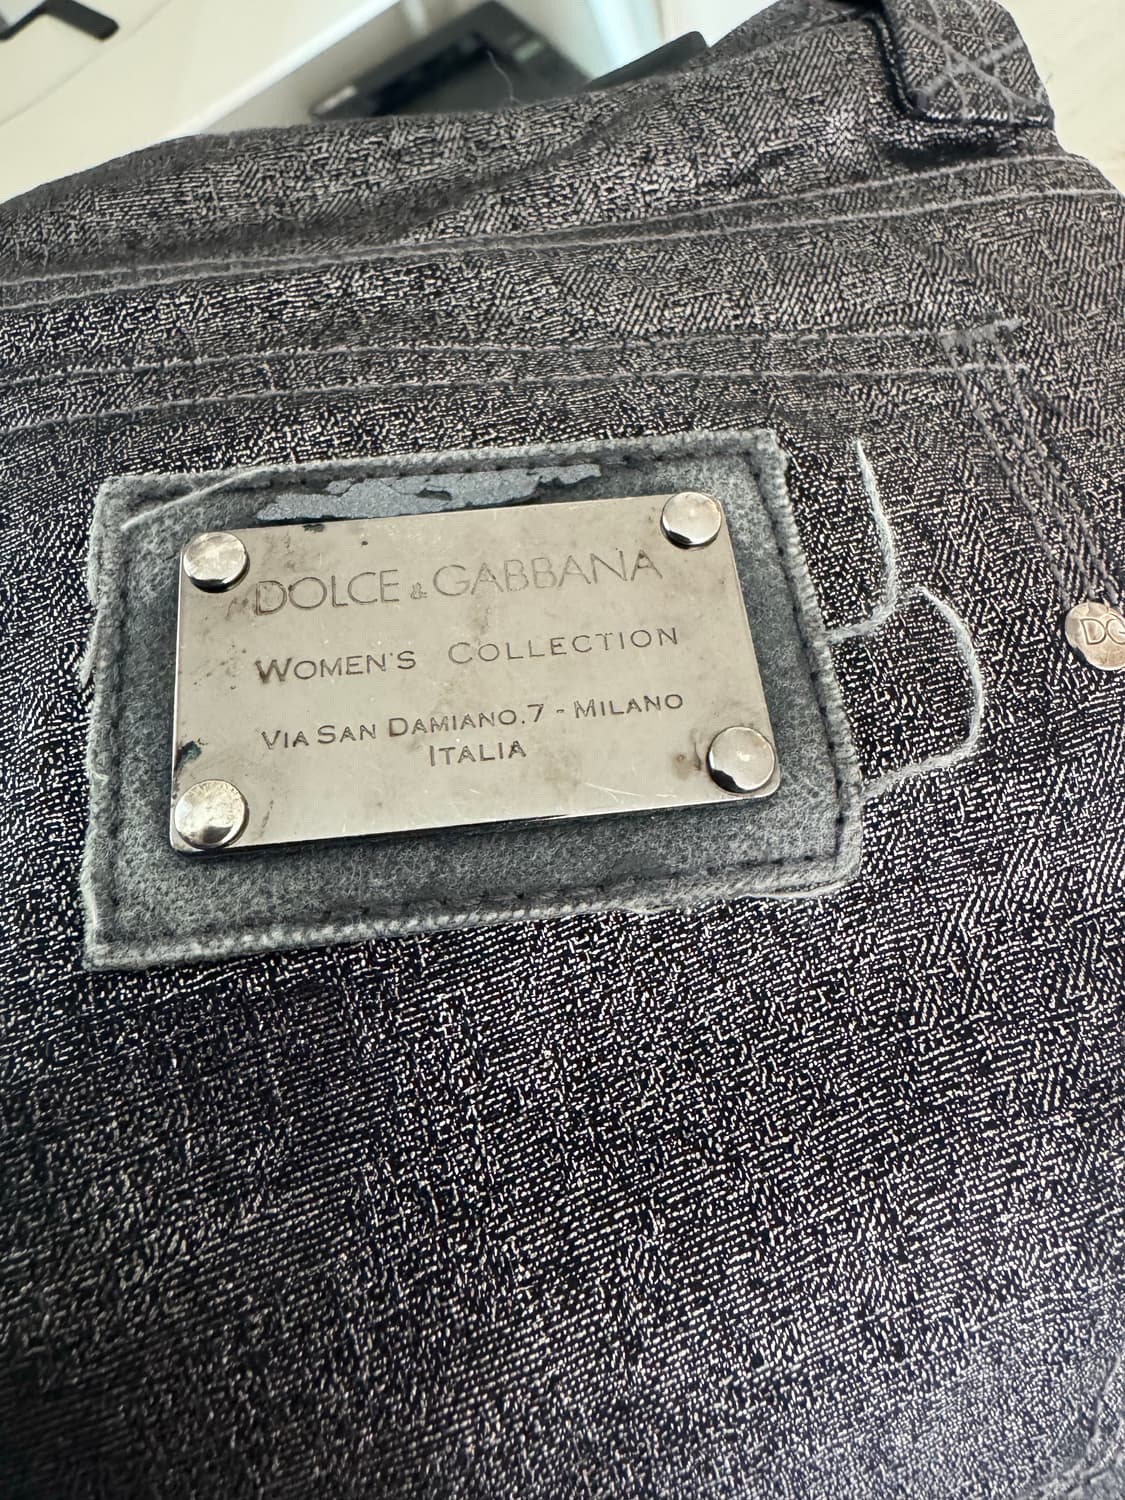 DOLCE & GABBANA
WOMEN'S COLLECTION
VIA SAN DAMIANO.7 - MILANO
ITALIA
DG